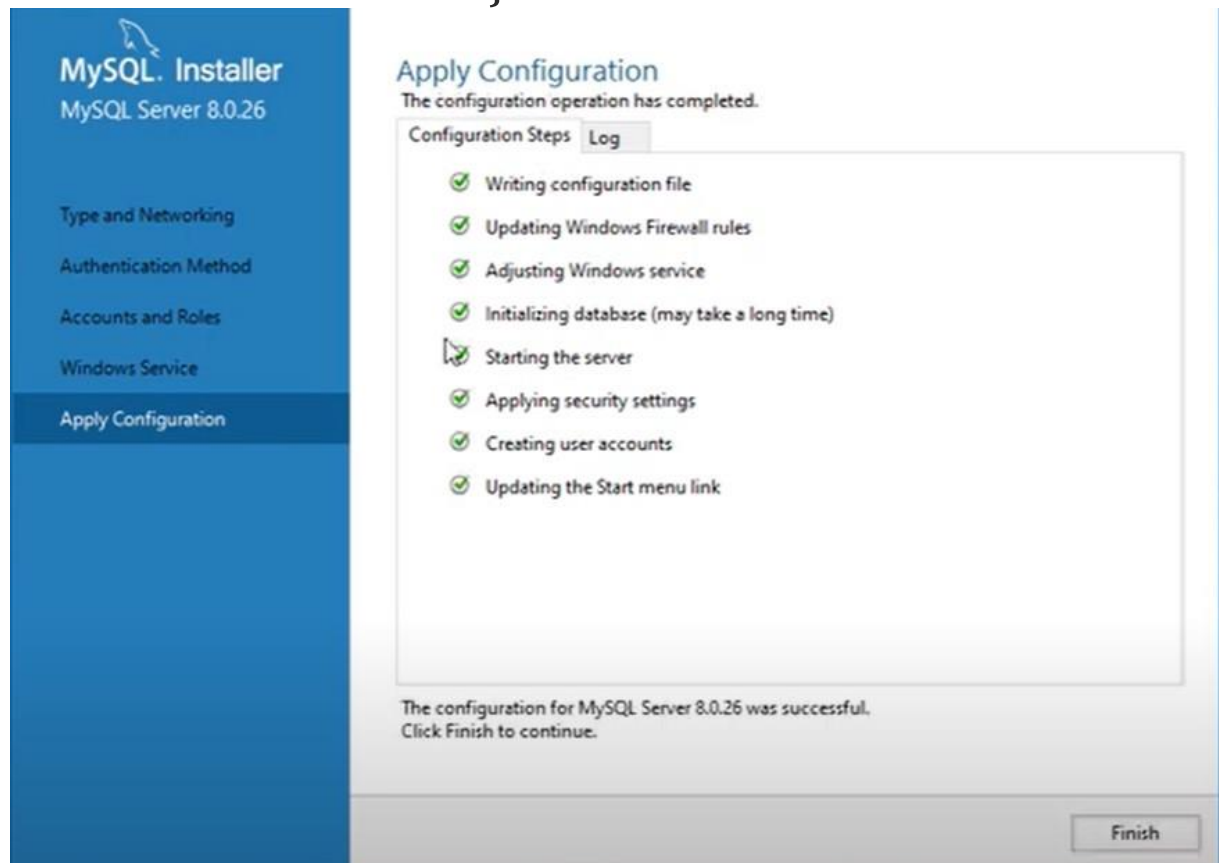 MySQL. Installer
MySQL Server 8.0.26
Type and Networking
Authentication Method
Accounts and Roles
Windows Service
Apply Configuration
Apply Configuration
The configuration operation has completed.
Configuration Steps
Log
Writing configuration file
Updating Windows Firewall rules
Adjusting Windows service
Initializing database (may take a long time)
Starting the server
Applying security settings
Creating user accounts
Updating the Start menu link
The configuration for MySQL Server 8.0.26 was successful.
Click Finish to continue.
Finish